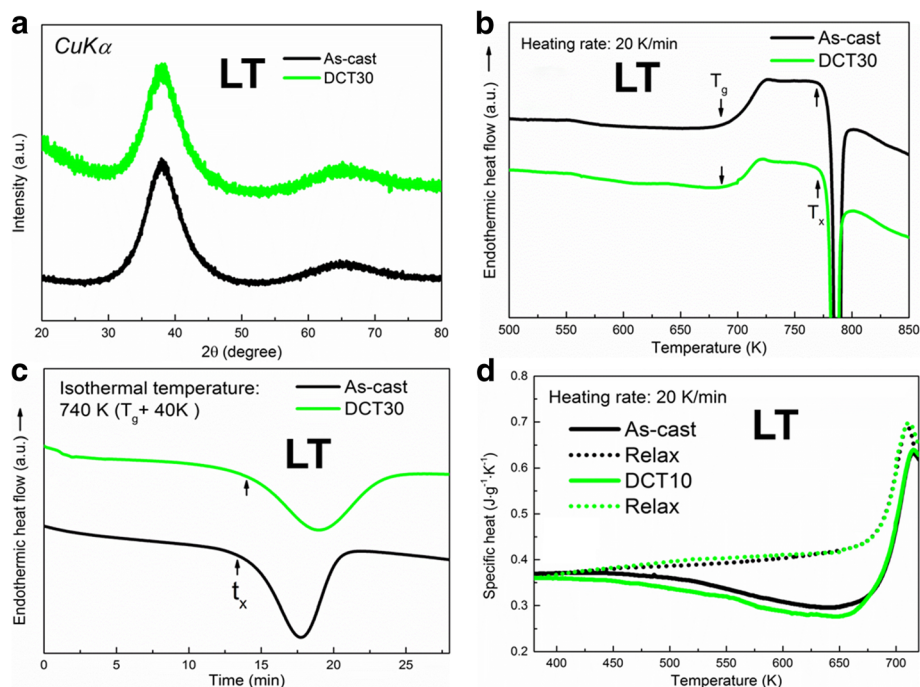 a
CuKα
LT
As-cast
DCT30
Intensity (a.u.)
20 30 40 50 60 70 80
2θ (degree)
b
Heating rate: 20 K/min
LT
As-cast
DCT30
Tg
Tx
Endothermic heat flow (a.u.)
500 550 600 650 700 750 800 850
Temperature (K)
c
Isothermal temperature:
740 K (Tg+ 40K )
LT
As-cast
DCT30
tx
Endothermic heat flow (a.u.)
0 5 10 15 20 25
Time (min)
d
Heating rate: 20 K/min
LT
As-cast
Relax
DCT10
Relax
Specific heat (J·g⁻¹·K⁻¹)
0.8
0.7
0.6
0.5
0.4
0.3
0.2
400 450 500 550 600 650 700
Temperature (K)